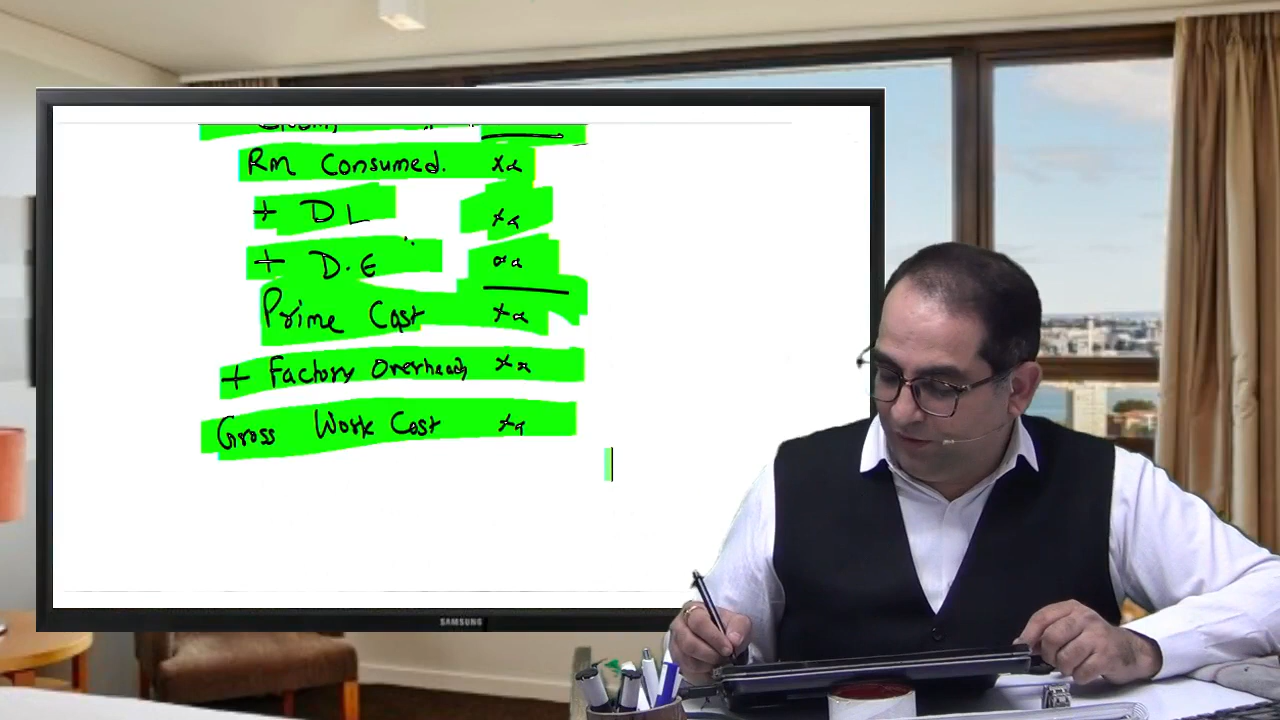 Rm Consumed. xx
+ DL xx
+ D.E xx
Prime Cost xx
+ Factory Overhead, xx
Gross Work Cost xx
SAMSUNG